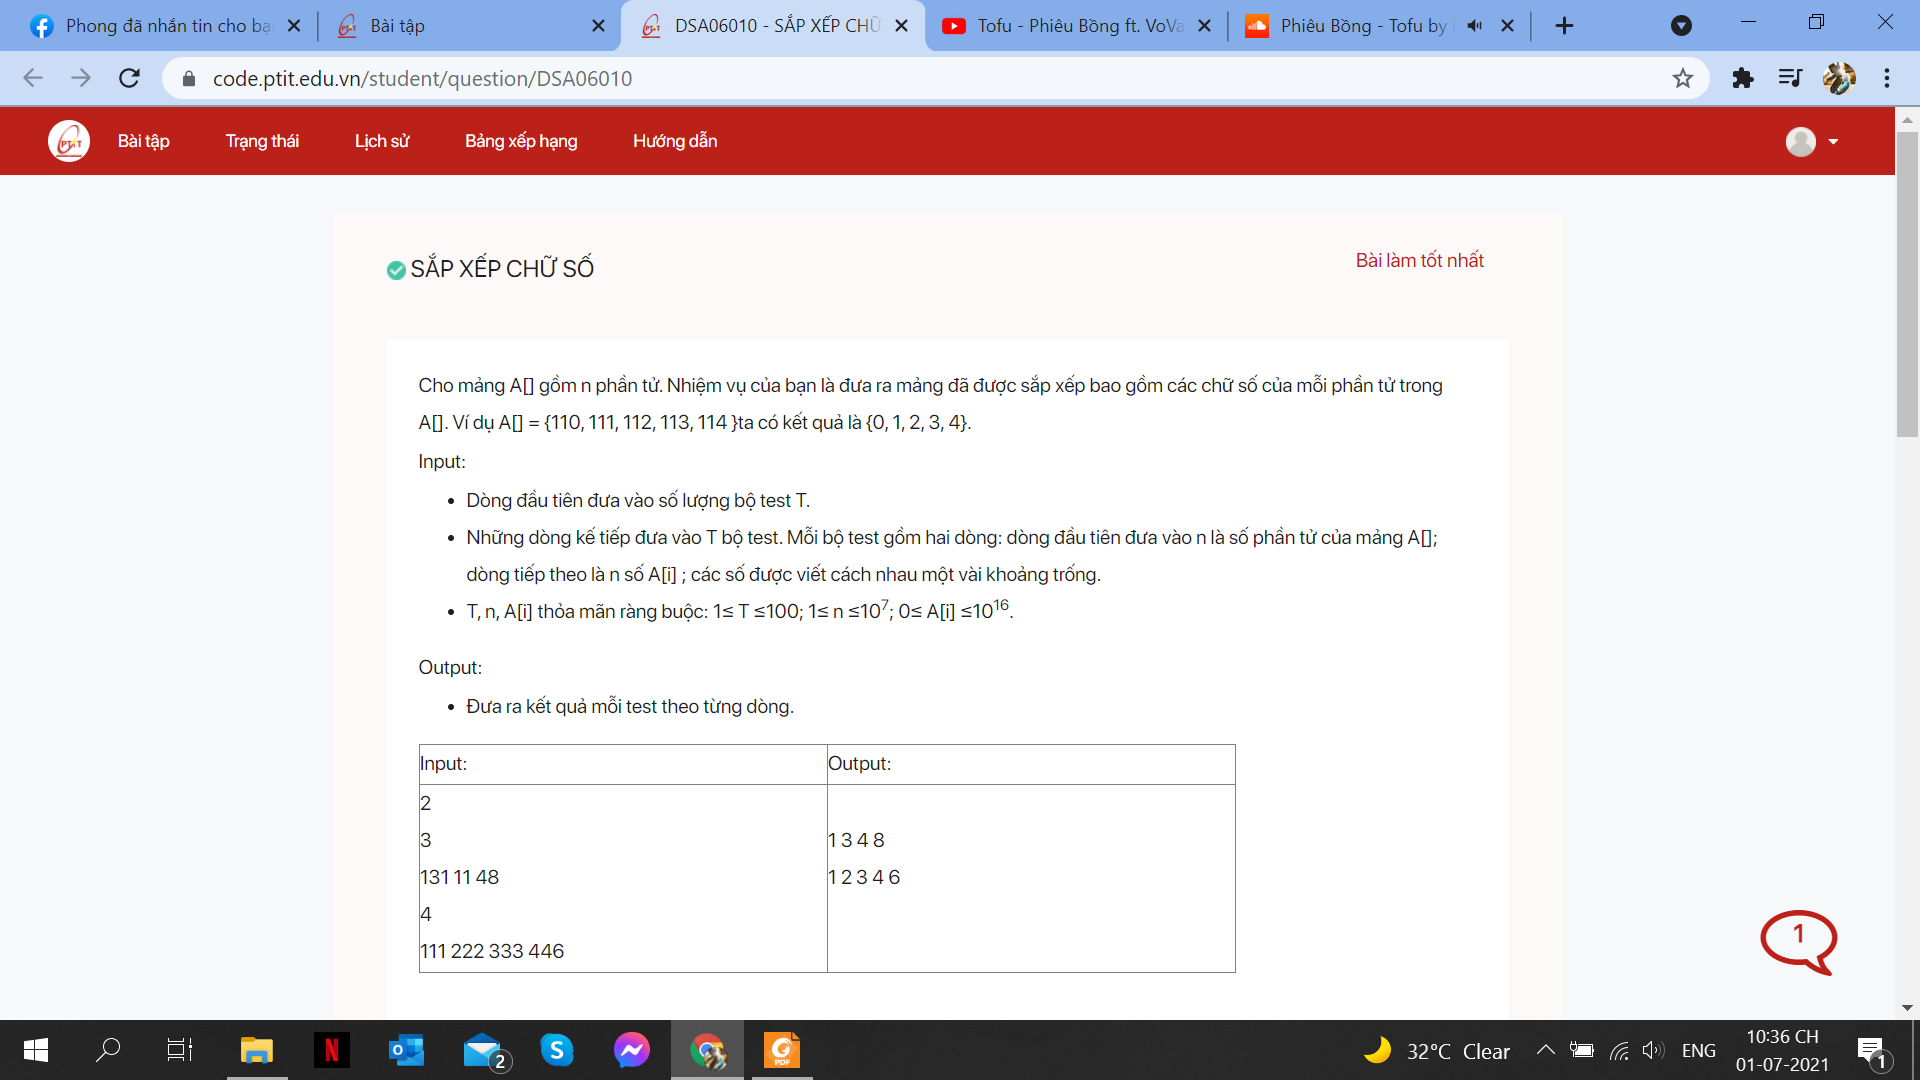 Phong đã nhắn tin cho bạ
Bài tập
DSA06010 - SẮP XẾP CHỮ
Tofu - Phiêu Bồng ft. VoVa
Phiêu Bồng - Tofu by
code.ptit.edu.vn/student/question/DSA06010
PTIT
Bài tập
Trạng thái
Lịch sử
Bảng xếp hạng
Hướng dẫn
SẮP XẾP CHỮ SỐ
Bài làm tốt nhất
Cho mảng A[] gồm n phần tử. Nhiệm vụ của bạn là đưa ra mảng đã được sắp xếp bao gồm các chữ số của mỗi phần tử trong
A[]. Ví dụ A[] = {110, 111, 112, 113, 114 }ta có kết quả là {0, 1, 2, 3, 4}.
Input:
• Dòng đầu tiên đưa vào số lượng bộ test T.
• Những dòng kế tiếp đưa vào T bộ test. Mỗi bộ test gồm hai dòng: dòng đầu tiên đưa vào n là số phần tử của mảng A[];
dòng tiếp theo là n số A[i] ; các số được viết cách nhau một vài khoảng trống.
• T, n, A[i] thỏa mãn ràng buộc: 1≤ T ≤100; 1≤ n ≤10⁷; 0≤ A[i] ≤10¹⁶.
Output:
• Đưa ra kết quả mỗi test theo từng dòng.
Input:
Output:
2
3
131 11 48
4
111 222 333 446
1 3 4 8
1 2 3 4 6
1
2
PDF
32°C Clear
ENG
10:36 CH
01-07-2021
1